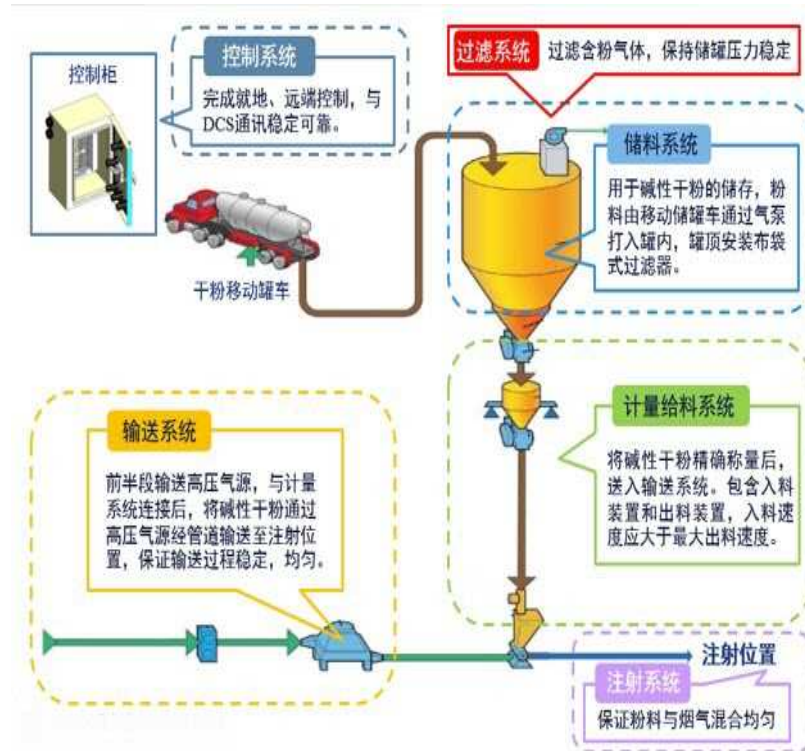 控制柜
控制系统
完成就地、远端控制，与
DCS通讯稳定可靠。
过滤系统
过滤含粉气体，保持储罐压力稳定
储料系统
用于碱性干粉的储存，粉
料由移动储罐车通过气泵
打入罐内，罐顶安装布袋
式过滤器。
干粉移动罐车
计量给料系统
将碱性干粉精确称量后，
送入输送系统。包含入料
装置和出料装置，入料速
度应大于最大出料速度。
输送系统
前半段输送高压气源，与计量
系统连接后，将碱性干粉通过
高压气源经管道输送至注射位
置，保证输送过程稳定，均匀。
注射位置
注射系统
保证粉料与烟气混合均匀